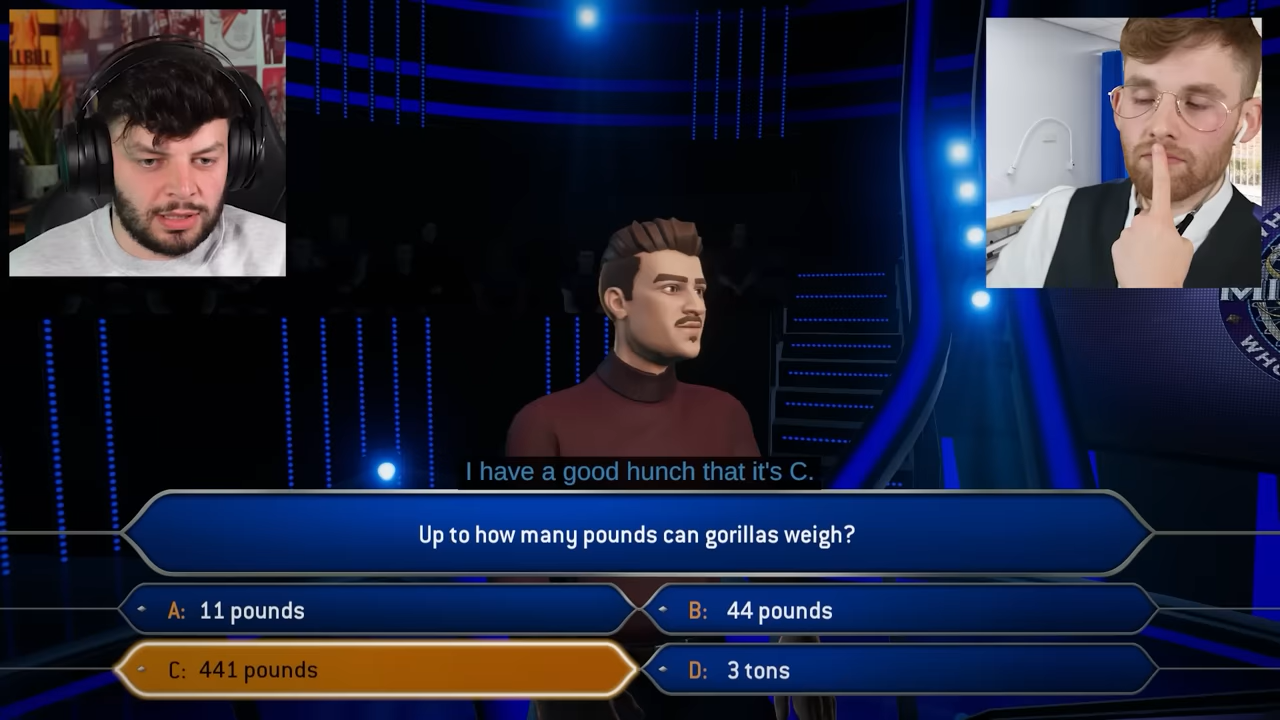 LLBILL
I have a good hunch that it's C.
Up to how many pounds can gorillas weigh?
A: 11 pounds
B: 44 pounds
C: 441 pounds
D: 3 tons